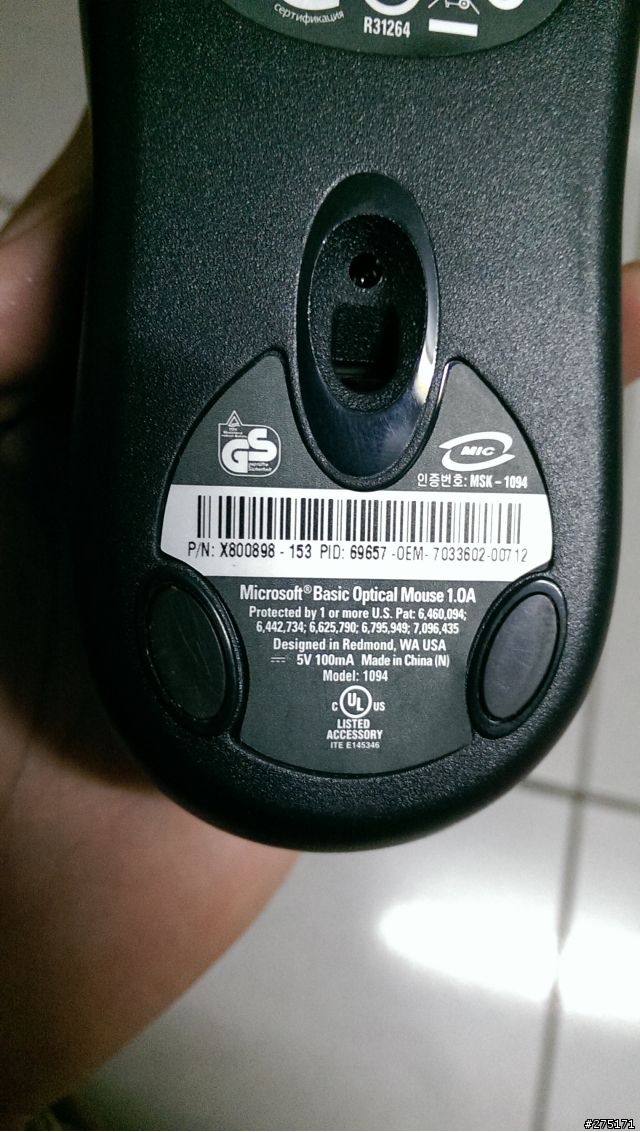 сертификация
R31264
GS
geprüfte
Sicherheit
MIC
인증번호: MSK - 1094
P/N: X800898 - 153 PID: 69657 -OEM- 7033602-00712
Microsoft® Basic Optical Mouse 1.0A
Protected by 1 or more U.S. Pat: 6,460,094;
6,442,734; 6,625,790; 6,795,949; 7,096,435
Designed in Redmond, WA USA
5V 100mA Made in China (N)
Model: 1094
C UL US
LISTED
ACCESSORY
ITE E145346
#275171